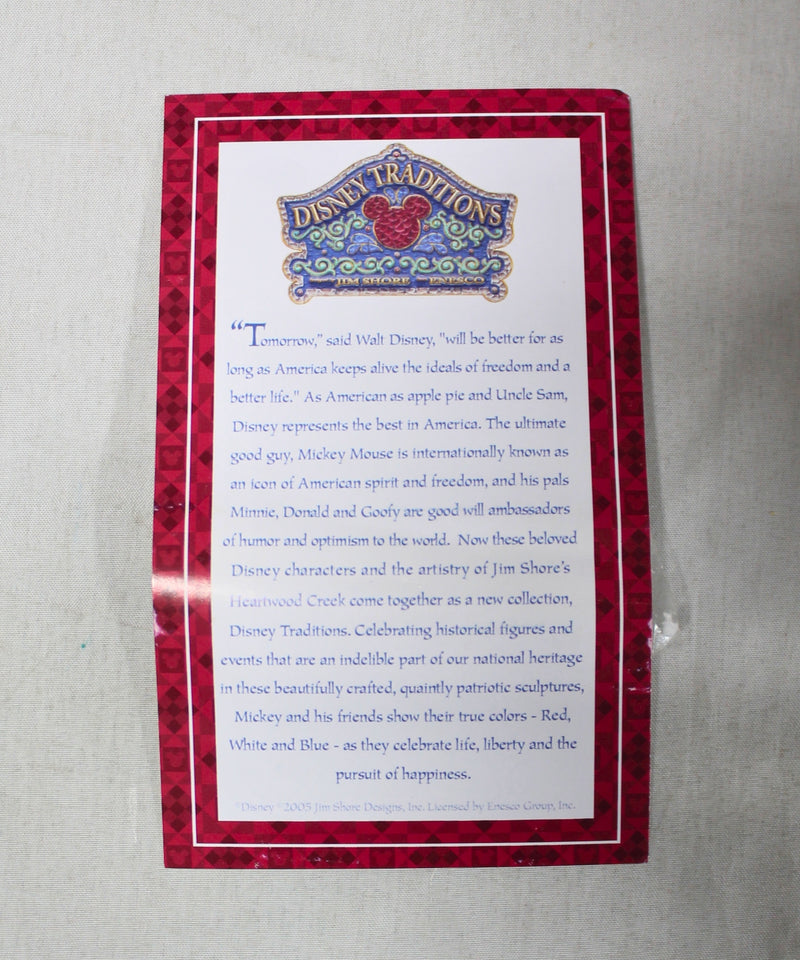 DISNEY TRADITIONS
JIM SHORE ENESCO
“Tomorrow," said Walt Disney, "will be better for as
long as America keeps alive the ideals of freedom and a
better life." As American as apple pie and Uncle Sam,
Disney represents the best in America. The ultimate
good guy, Mickey Mouse is internationally known as
an icon of American spirit and freedom, and his pals
Minnie, Donald and Goofy are good will ambassadors
of humor and optimism to the world. Now these beloved
Disney characters and the artistry of Jim Shore's
Heartwood Creek come together as a new collection,
Disney Traditions. Celebrating historical figures and
events that are an indelible part of our national heritage
in these beautifully crafted, quaintly patriotic sculptures,
Mickey and his friends show their true colors - Red,
White and Blue - as they celebrate life, liberty and the
pursuit of happiness.
©Disney ©2005 Jim Shore Designs, Inc. Licensed by Enesco Group, Inc.